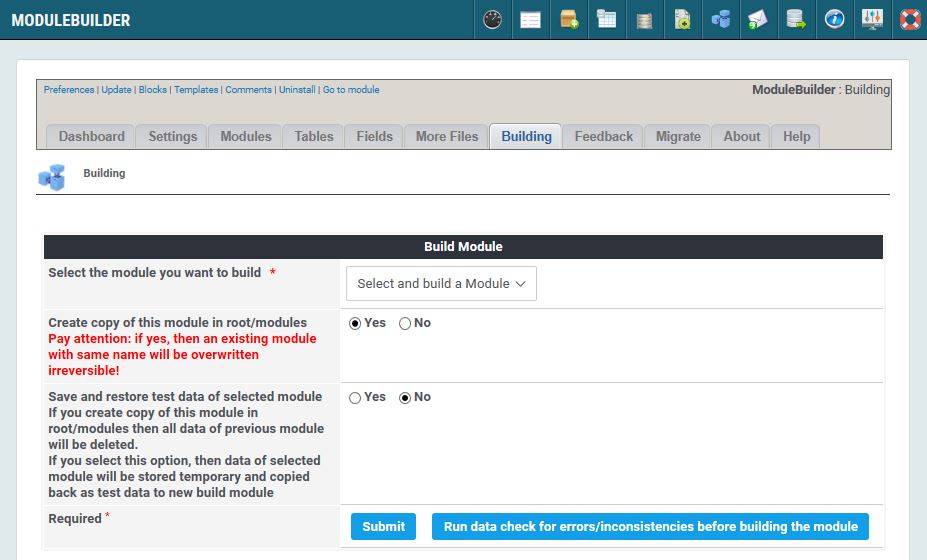 MODULEBUILDER
Preferences | Update | Blocks | Templates | Comments | Uninstall | Go to module
ModuleBuilder : Building
Dashboard Settings Modules Tables Fields More Files Building Feedback Migrate About Help
Building
Build Module
Select the module you want to build *
Select and build a Module
Create copy of this module in root/modules
Pay attention: if yes, then an existing module
with same name will be overwritten
irreversible!
Yes No
Save and restore test data of selected module
If you create copy of this module in
root/modules then all data of previous module
will be deleted.
If you select this option, then data of selected
module will be stored temporary and copied
back as test data to new build module
Yes No
Required *
Submit
Run data check for errors/inconsistencies before building the module